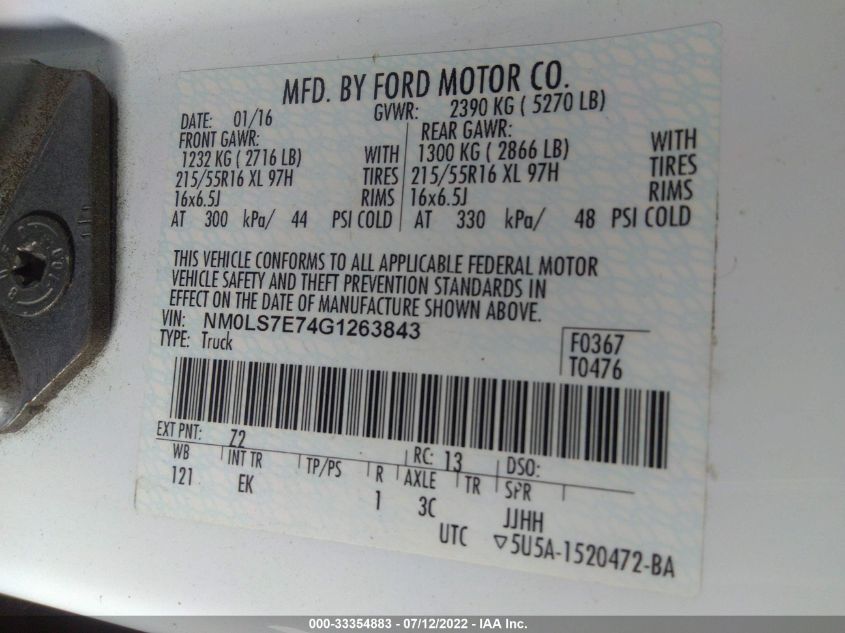 MFD. BY FORD MOTOR CO.
DATE: 01/16 GVWR: 2390 KG ( 5270 LB)
FRONT GAWR: REAR GAWR:
1232 KG ( 2716 LB) WITH 1300 KG ( 2866 LB) WITH
215/55R16 XL 97H TIRES 215/55R16 XL 97H TIRES
16x6.5J RIMS 16x6.5J RIMS
AT 300 kPa/ 44 PSI COLD AT 330 kPa/ 48 PSI COLD
THIS VEHICLE CONFORMS TO ALL APPLICABLE FEDERAL MOTOR
VEHICLE SAFETY AND THEFT PREVENTION STANDARDS IN
EFFECT ON THE DATE OF MANUFACTURE SHOWN ABOVE.
VIN: NM0LS7E74G1263843
TYPE: Truck
F0367
T0476
EXT PNT: Z2 RC: 13 DSO:
WB INT TR TP/PS R AXLE TR SPR
121 EK 1 3C JJHH
UTC ▽5U5A-1520472-BA
000-33354883 - 07/12/2022 - IAA Inc.